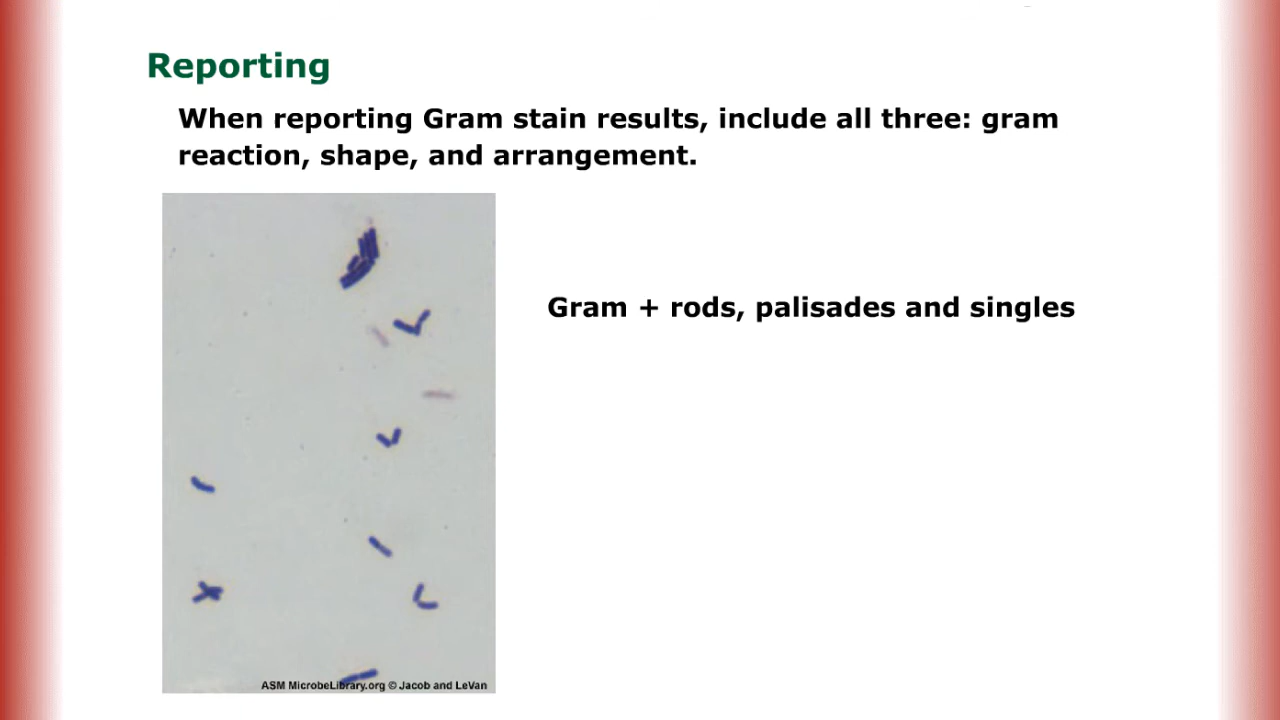 Reporting
When reporting Gram stain results, include all three: gram
reaction, shape, and arrangement.
Gram + rods, palisades and singles
ASM MicrobeLibrary.org © Jacob and LeVan